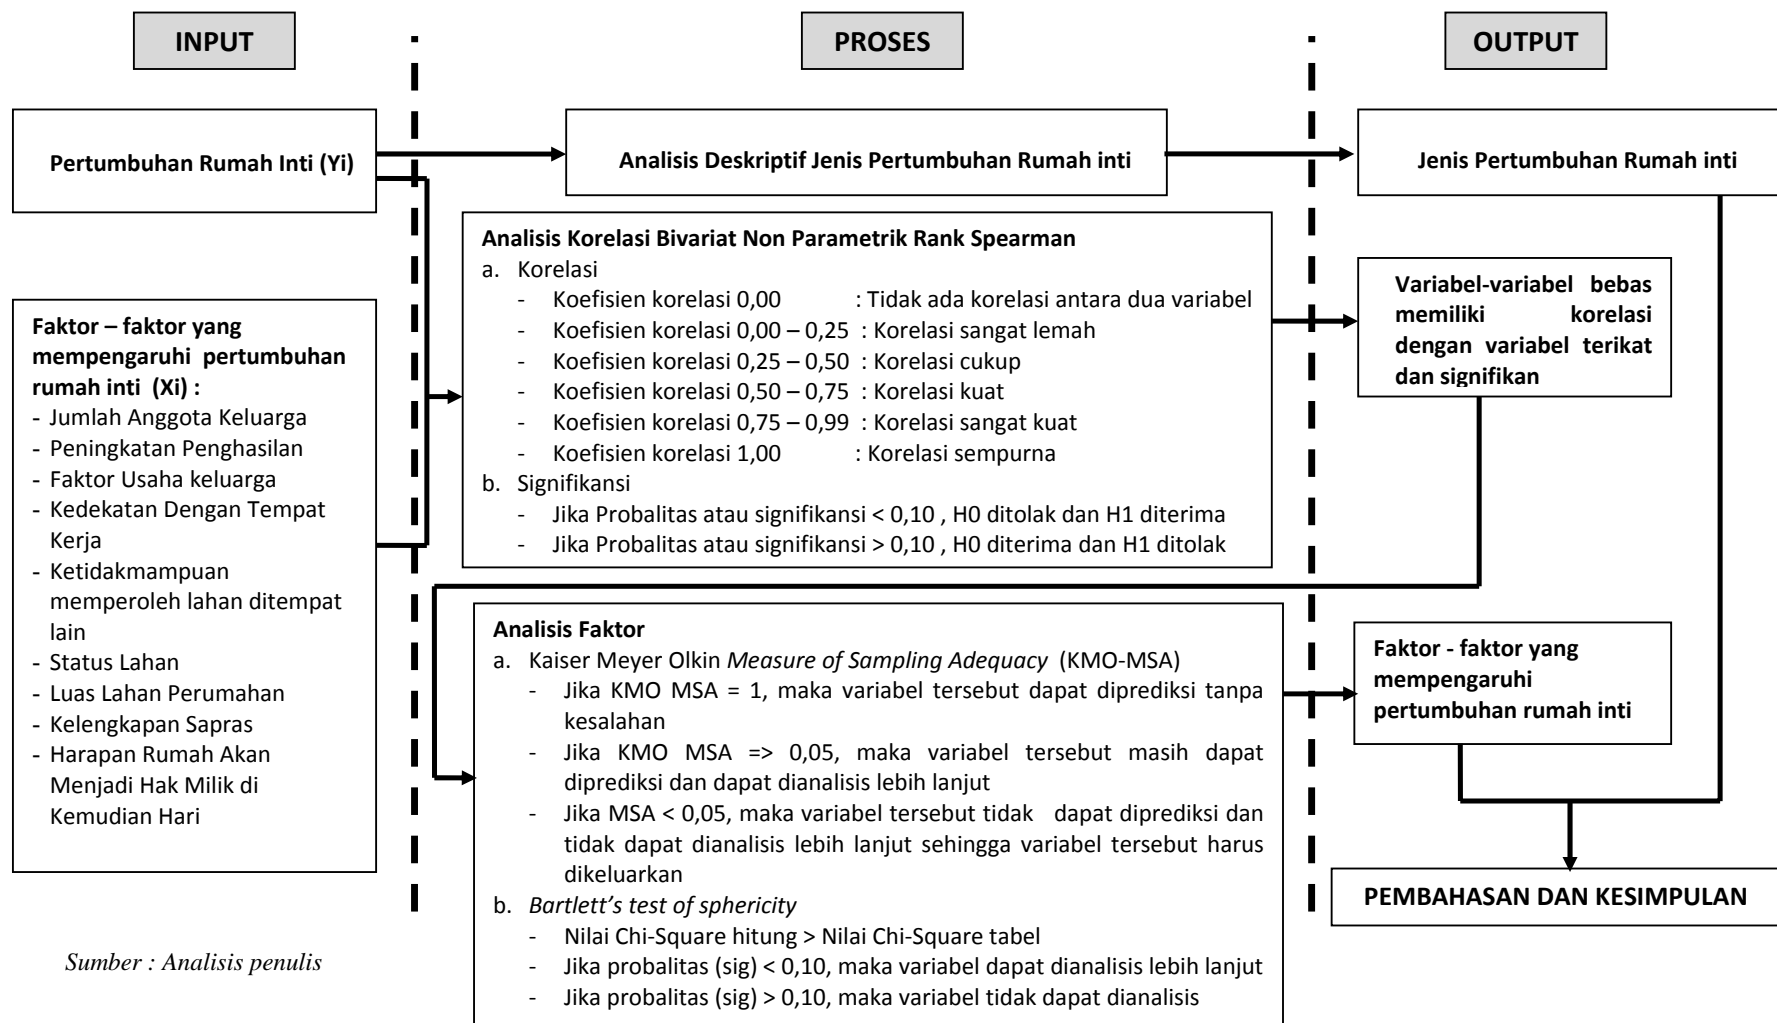 INPUT
PROSES
OUTPUT
Pertumbuhan Rumah Inti (Yi)
Analisis Deskriptif Jenis Pertumbuhan Rumah inti
Jenis Pertumbuhan Rumah inti
Faktor – faktor yang
mempengaruhi pertumbuhan
rumah inti (Xi) :
- Jumlah Anggota Keluarga
- Peningkatan Penghasilan
- Faktor Usaha keluarga
- Kedekatan Dengan Tempat
Kerja
- Ketidakmampuan
memperoleh lahan ditempat
lain
- Status Lahan
- Luas Lahan Perumahan
- Kelengkapan Sapras
- Harapan Rumah Akan
Menjadi Hak Milik di
Kemudian Hari
Analisis Korelasi Bivariat Non Parametrik Rank Spearman
a. Korelasi
- Koefisien korelasi 0,00 : Tidak ada korelasi antara dua variabel
- Koefisien korelasi 0,00 – 0,25 : Korelasi sangat lemah
- Koefisien korelasi 0,25 – 0,50 : Korelasi cukup
- Koefisien korelasi 0,50 – 0,75 : Korelasi kuat
- Koefisien korelasi 0,75 – 0,99 : Korelasi sangat kuat
- Koefisien korelasi 1,00 : Korelasi sempurna
b. Signifikansi
- Jika Probalitas atau signifikansi < 0,10 , H0 ditolak dan H1 diterima
- Jika Probalitas atau signifikansi > 0,10 , H0 diterima dan H1 ditolak
Variabel-variabel bebas
memiliki korelasi
dengan variabel terikat
dan signifikan
Analisis Faktor
a. Kaiser Meyer Olkin Measure of Sampling Adequacy (KMO-MSA)
- Jika KMO MSA = 1, maka variabel tersebut dapat diprediksi tanpa
kesalahan
- Jika KMO MSA => 0,05, maka variabel tersebut masih dapat
diprediksi dan dapat dianalisis lebih lanjut
- Jika MSA < 0,05, maka variabel tersebut tidak dapat diprediksi dan
tidak dapat dianalisis lebih lanjut sehingga variabel tersebut harus
dikeluarkan
b. Bartlett’s test of sphericity
- Nilai Chi-Square hitung > Nilai Chi-Square tabel
- Jika probalitas (sig) < 0,10, maka variabel dapat dianalisis lebih lanjut
- Jika probalitas (sig) > 0,10, maka variabel tidak dapat dianalisis
Faktor - faktor yang
mempengaruhi
pertumbuhan rumah inti
PEMBAHASAN DAN KESIMPULAN
Sumber : Analisis penulis